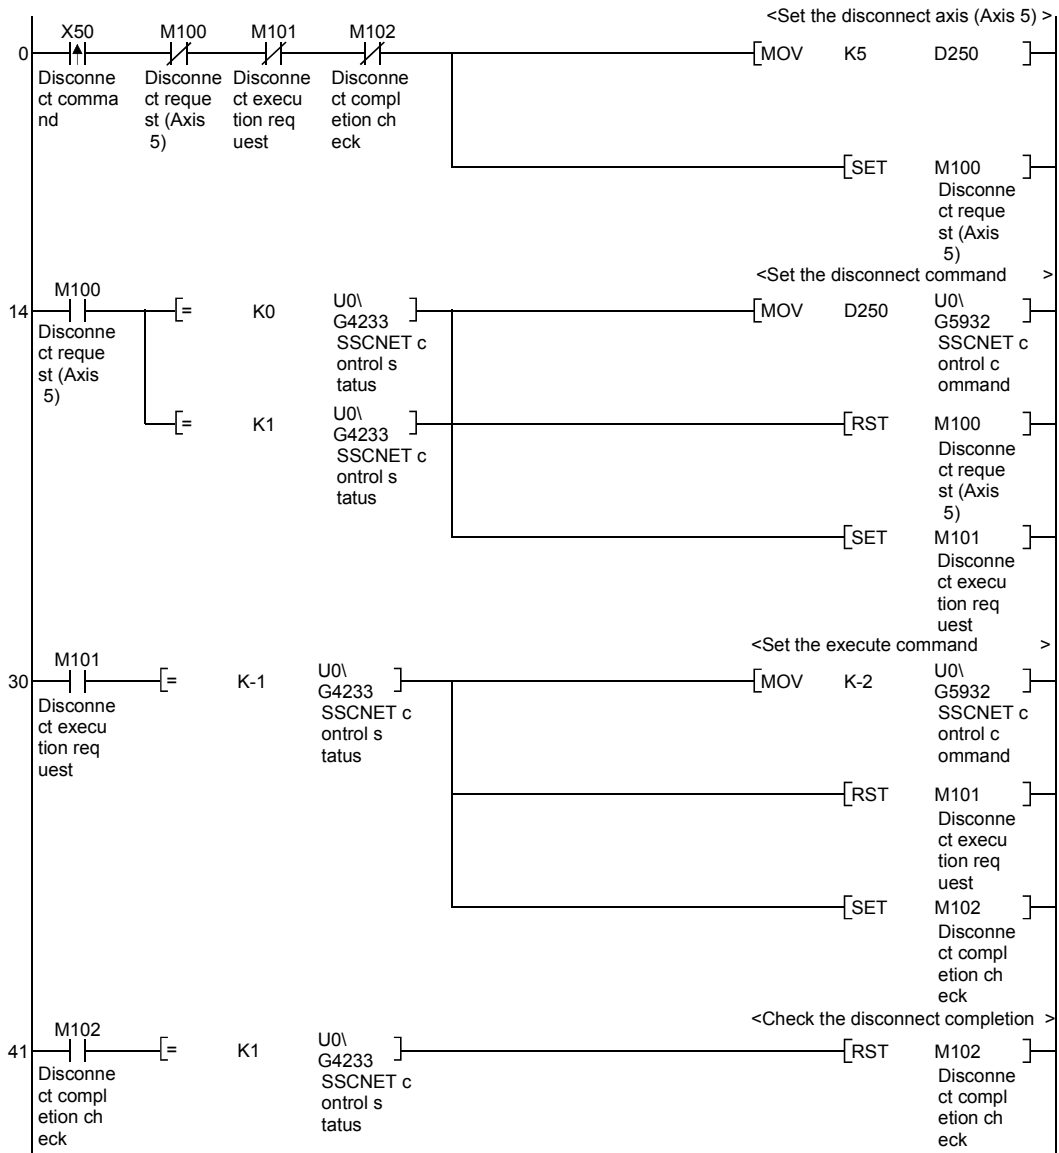 <Set the disconnect axis (Axis 5) >
X50 M100 M101 M102
0 [MOV K5 D250 ]
Disconne Disconne Disconne Disconne
ct comma ct reque ct execu ct compl
nd st (Axis tion req etion ch
5) uest eck
[SET M100 ]
Disconne
ct reque
st (Axis
5)
<Set the disconnect command >
M100
14 [= K0 U0\ ] [MOV D250 U0\ ]
G4233 G5932
Disconne SSCNET c SSCNET c
ct reque ontrol s ontrol c
st (Axis tatus ommand
5)
[= K1 U0\ ] [RST M100 ]
G4233
SSCNET c Disconne
ontrol s ct reque
tatus st (Axis
5)
[SET M101 ]
Disconne
ct execu
tion req
uest
<Set the execute command >
M101
30 [= K-1 U0\ ] [MOV K-2 U0\ ]
G4233 G5932
Disconne SSCNET c SSCNET c
ct execu ontrol s ontrol c
tion req tatus ommand
uest
[RST M101 ]
Disconne
ct execu
tion req
uest
[SET M102 ]
Disconne
ct compl
etion ch
eck
<Check the disconnect completion >
M102
41 [= K1 U0\ ] [RST M102 ]
G4233
Disconne SSCNET c Disconne
ct compl ontrol s ct compl
etion ch tatus etion ch
eck eck